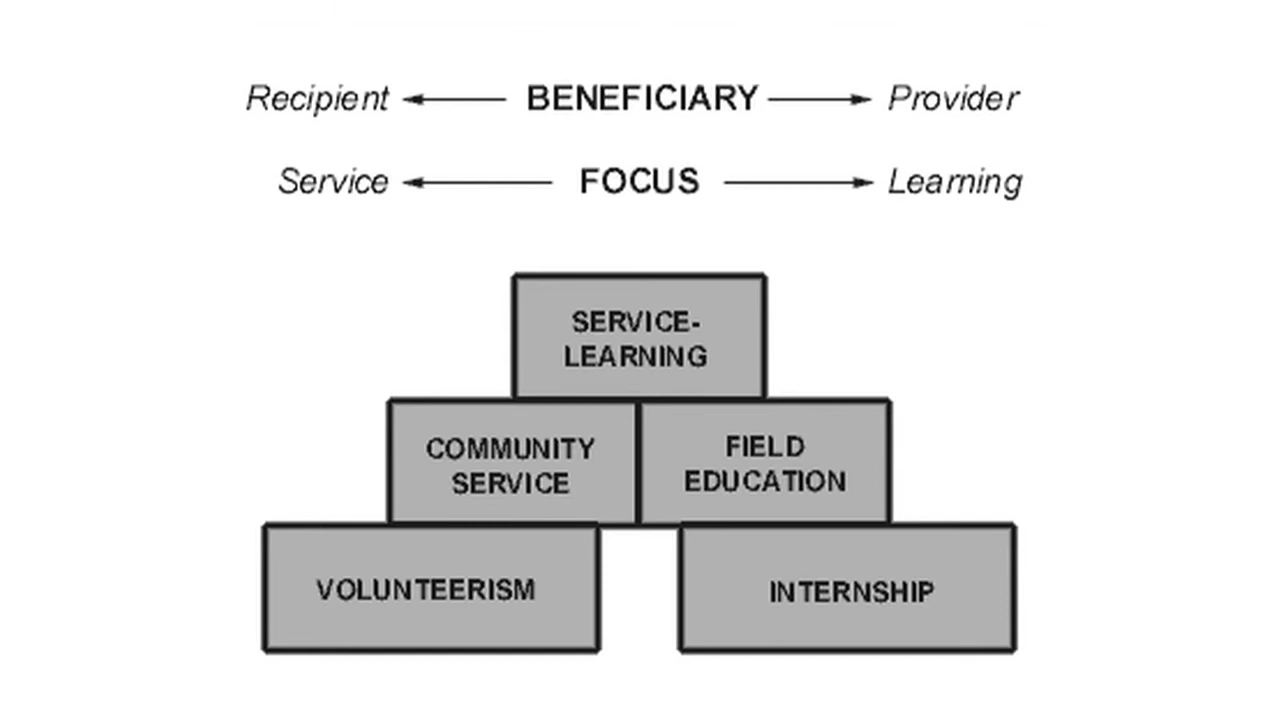 Recipient BENEFICIARY Provider
Service FOCUS Learning
SERVICE-
LEARNING
COMMUNITY
SERVICE
FIELD
EDUCATION
VOLUNTEERISM
INTERNSHIP